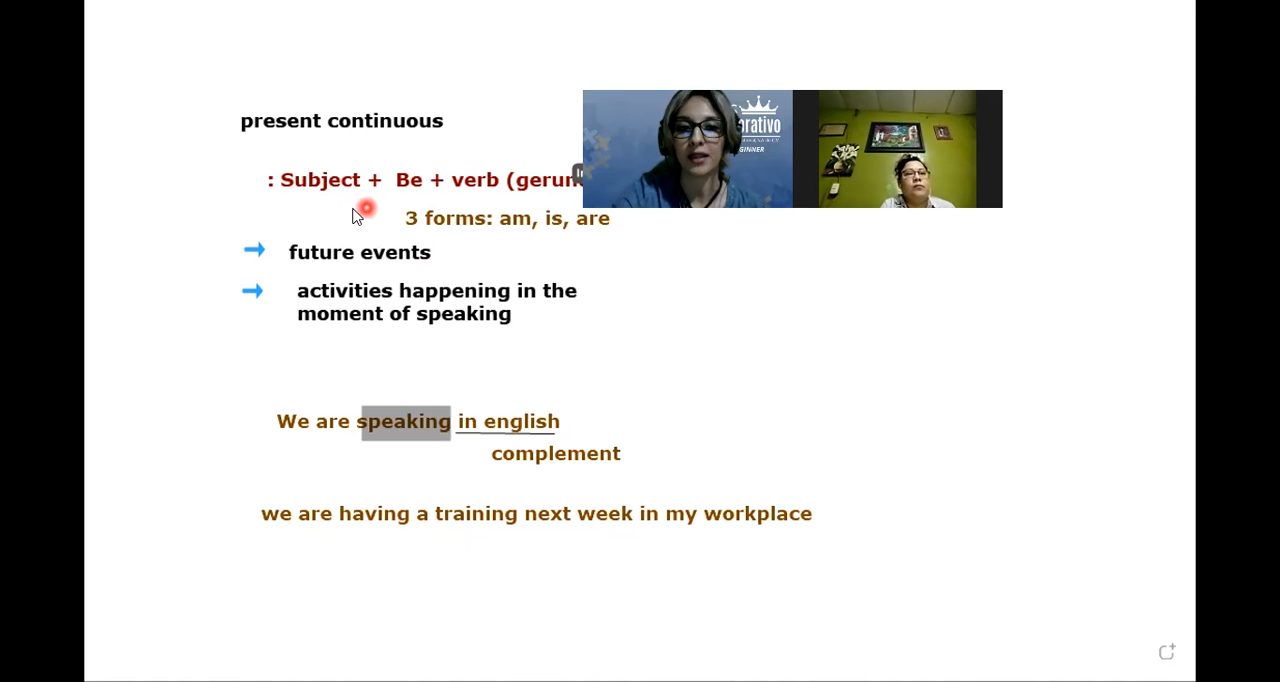 present continuous
: Subject + Be + verb (gerun
3 forms: am, is, are
future events
activities happening in the
moment of speaking
We are speaking in english
complement
we are having a training next week in my workplace